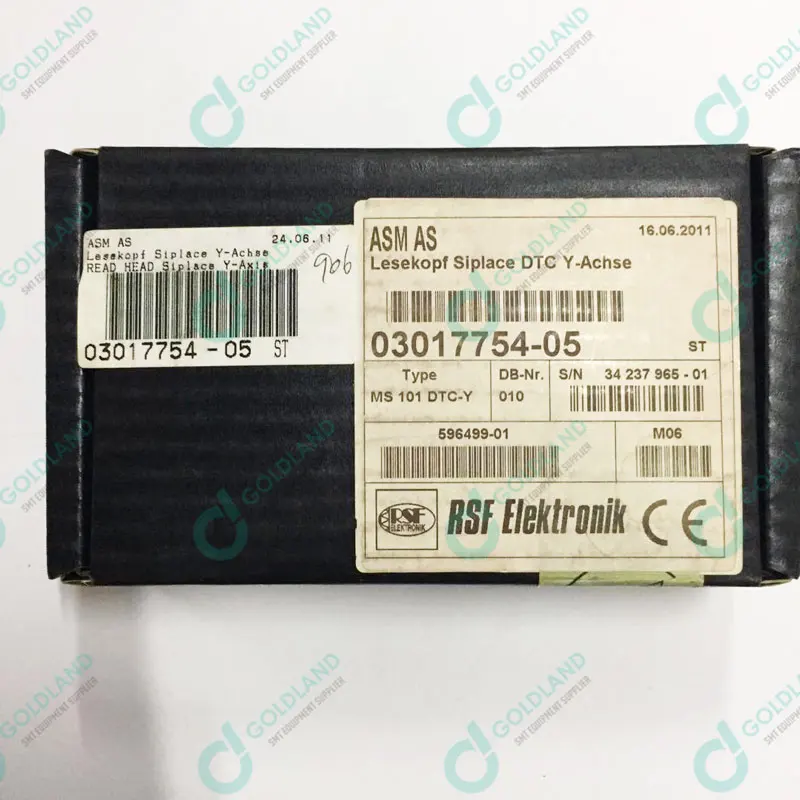 ASM AS 24.06.11
Lesekopf Siplace Y-Achse
READ HEAD Siplace Y-Axis
906
03017754-05 ST
ASM AS 16.06.2011
Lesekopf Siplace DTC Y-Achse
03017754-05 ST
Type DB-Nr. S/N 34 237 965 - 01
MS 101 DTC-Y 010
596499-01 M06
RSF ELEKTRONIK RSF Elektronik CE
GOLDLAND
SMT EQUIPMENT SUPPLIER